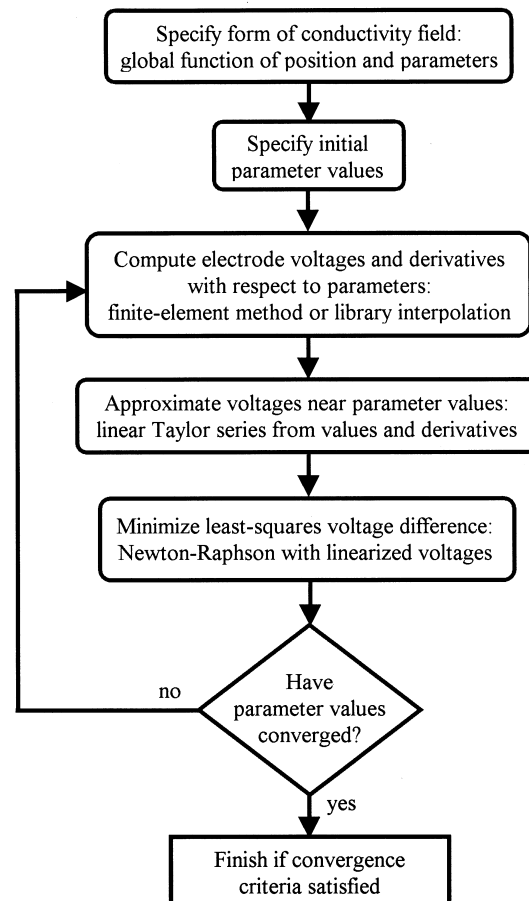 Specify form of conductivity field:
global function of position and parameters
Specify initial
parameter values
Compute electrode voltages and derivatives
with respect to parameters:
finite-element method or library interpolation
Approximate voltages near parameter values:
linear Taylor series from values and derivatives
Minimize least-squares voltage difference:
Newton-Raphson with linearized voltages
no
Have
parameter values
converged?
yes
Finish if convergence
criteria satisfied